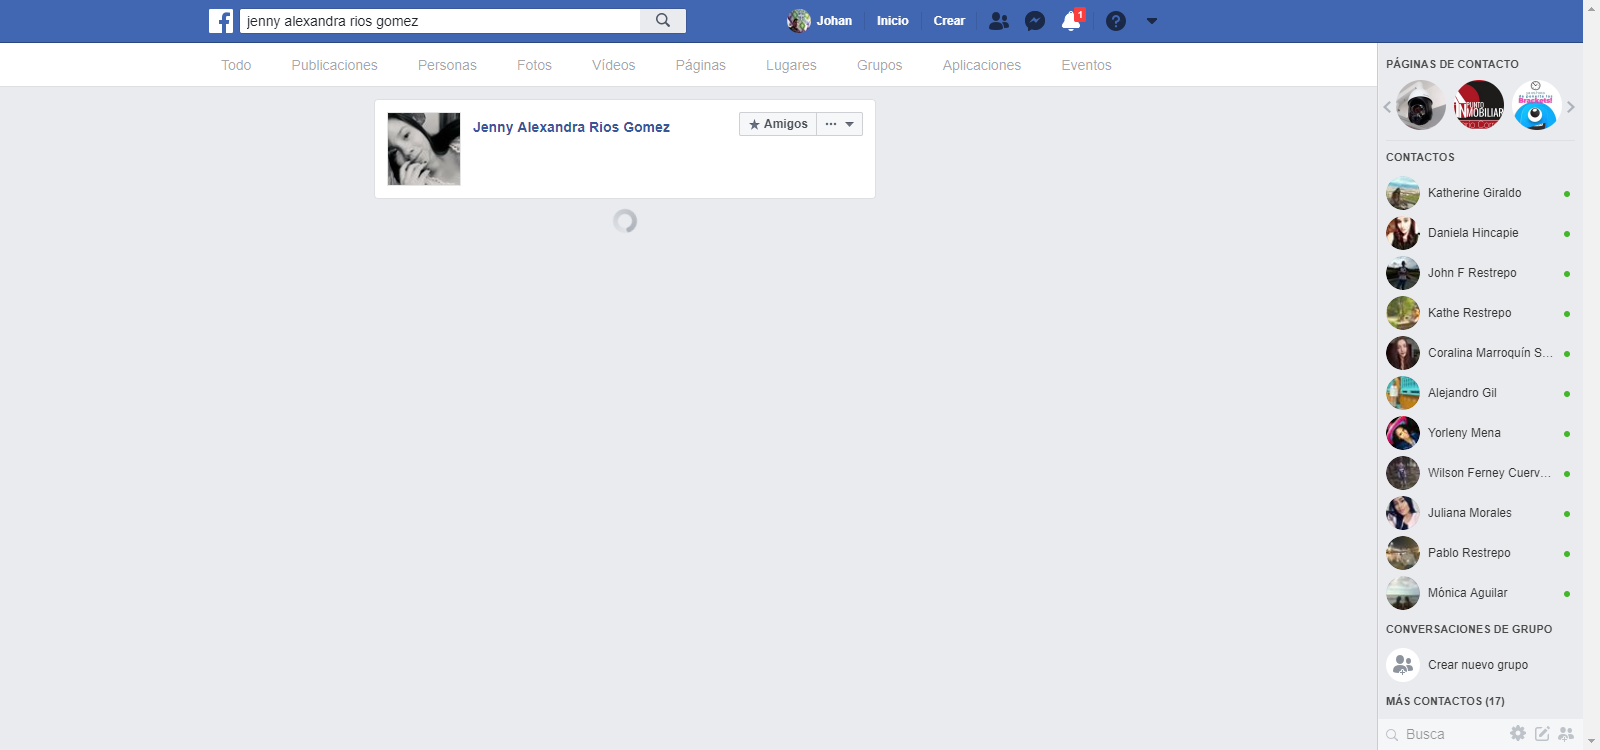 jenny alexandra rios gomez
Johan
Inicio
Crear
1
Todo
Publicaciones
Personas
Fotos
Vídeos
Páginas
Lugares
Grupos
Aplicaciones
Eventos
Jenny Alexandra Rios Gomez
Amigos
PÁGINAS DE CONTACTO
PUNTO
Brackets!
CONTACTOS
Katherine Giraldo
Daniela Hincapie
John F Restrepo
Kathe Restrepo
Coralina Marroquín S...
Alejandro Gil
Yorleny Mena
Wilson Ferney Cuerv...
Juliana Morales
Pablo Restrepo
Mónica Aguilar
CONVERSACIONES DE GRUPO
Crear nuevo grupo
MÁS CONTACTOS (17)
Busca